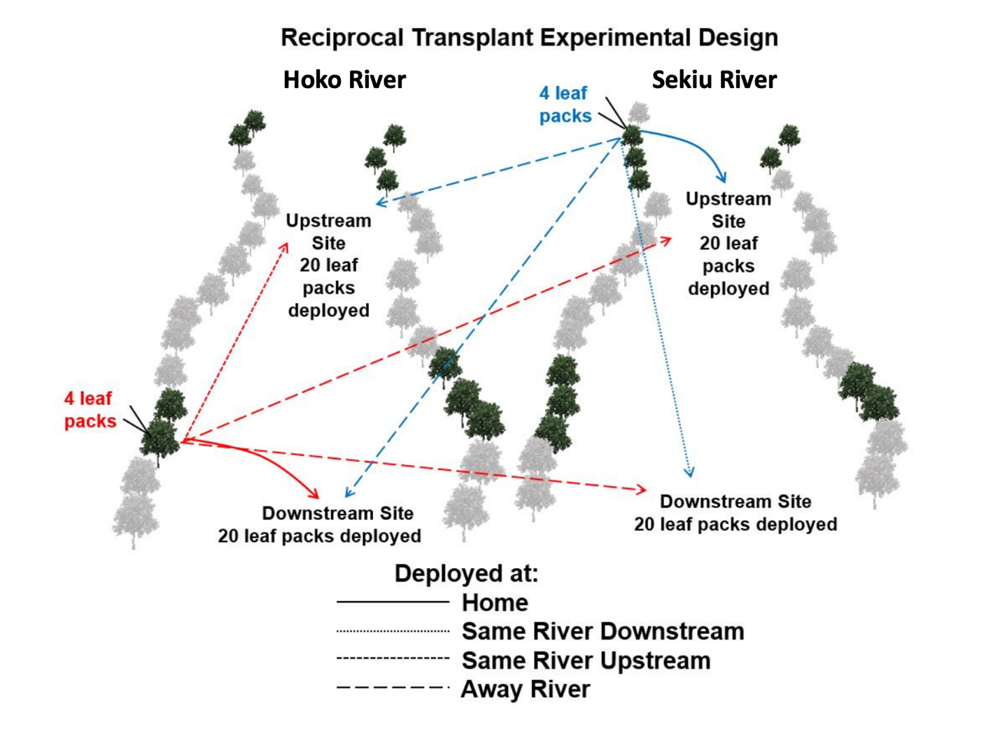 Reciprocal Transplant Experimental Design
Hoko River
Sekiu River
4 leaf
packs
Upstream
Site
20 leaf
packs
deployed
Upstream
Site
20 leaf
packs
deployed
4 leaf
packs
Downstream Site
20 leaf packs deployed
Downstream Site
20 leaf packs deployed
Deployed at:
Home
Same River Downstream
Same River Upstream
Away River